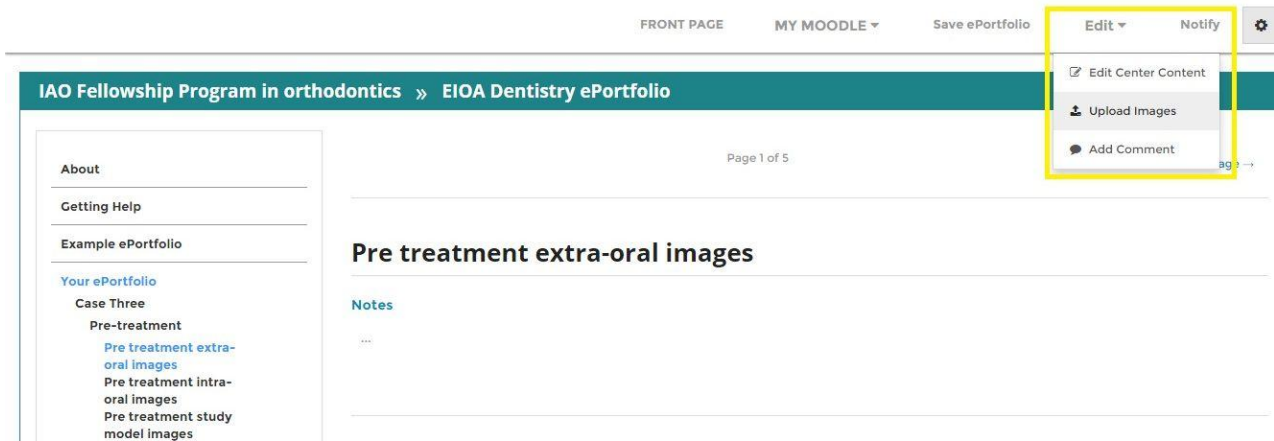 FRONT PAGE MY MOODLE Save ePortfolio Edit Notify
Edit Center Content
Upload Images
Add Comment
IAO Fellowship Program in orthodontics » EIOA Dentistry ePortfolio
About
Getting Help
Example ePortfolio
Your ePortfolio
Case Three
Pre-treatment
Pre treatment extra-
oral images
Pre treatment intra-
oral images
Pre treatment study
model images
Page 1 of 5
age →
Pre treatment extra-oral images
Notes
...